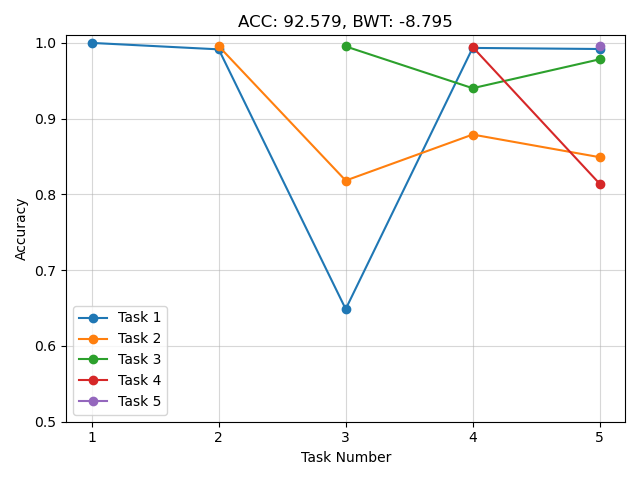 ACC: 92.579, BWT: -8.795
1.0
0.9
0.8
0.7
0.6
0.5
Accuracy
Task 1
Task 2
Task 3
Task 4
Task 5
1 2 3 4 5
Task Number